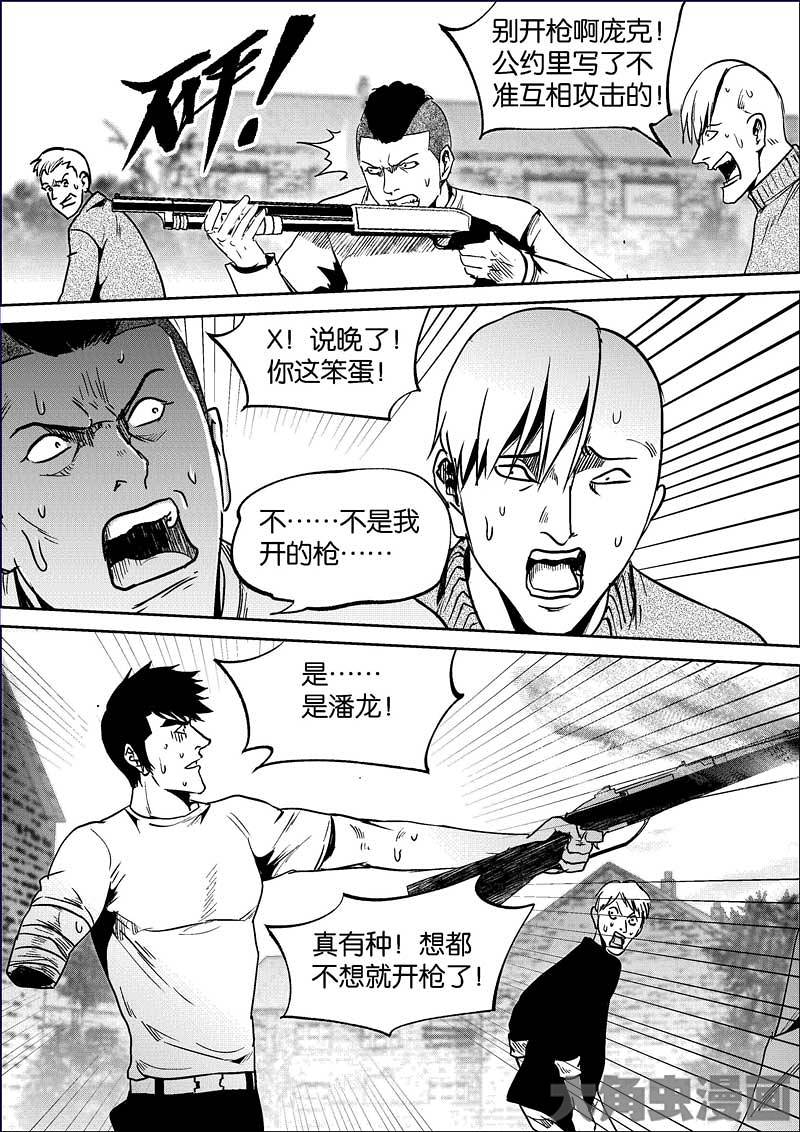 别开枪啊庞克！
公约里写了不
准互相攻击的！
砰！
X！说晚了！
你这笨蛋！
不……不是我
开的枪……
是……
是潘龙！
真有种！想都
不想就开枪了！
大角虫漫画